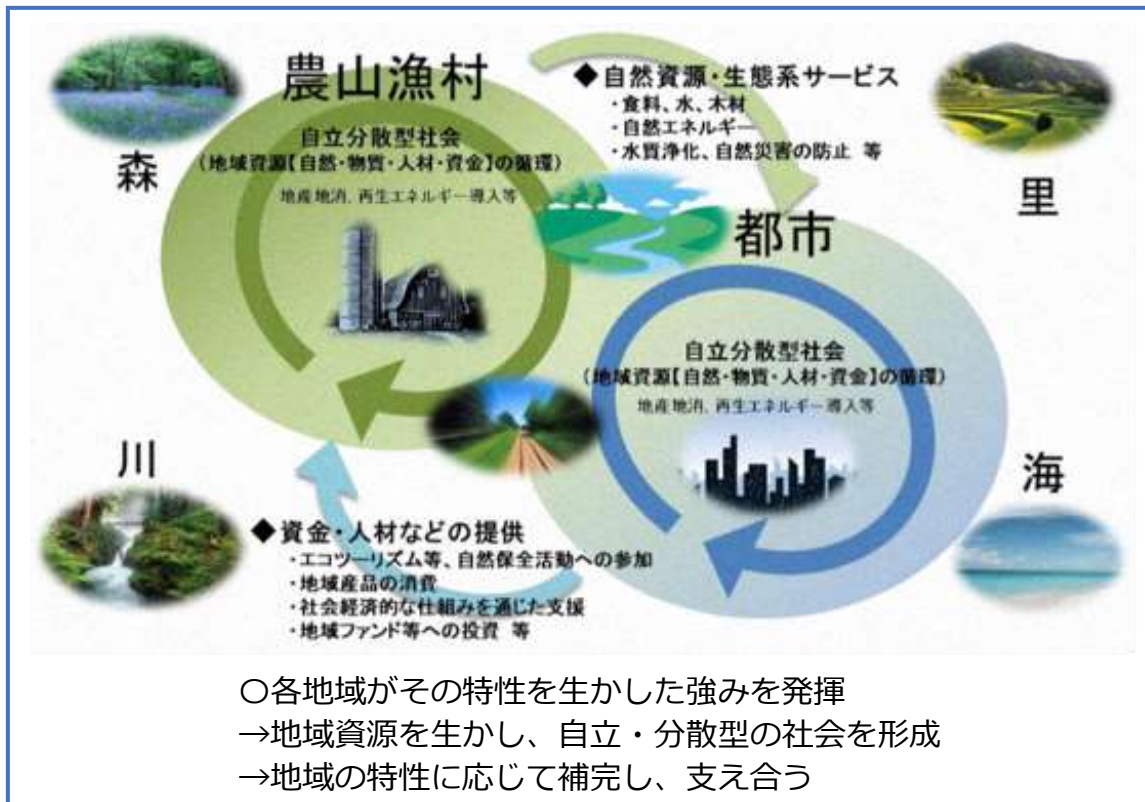 農山漁村
自立分散型社会
(地域資源【自然・物質・人材・資金】の循環)
地産地消、再生エネルギー導入等
森
◆自然資源・生態系サービス
・食料、水、木材
・自然エネルギー
・水質浄化、自然災害の防止 等
里
都市
自立分散型社会
(地域資源【自然・物質・人材・資金】の循環)
地産地消、再生エネルギー導入等
川
◆資金・人材などの提供
・エコツーリズム等、自然保全活動への参加
・地域産品の消費
・社会経済的な仕組みを通じた支援
・地域ファンド等への投資 等
海
〇各地域がその特性を生かした強みを発揮
→地域資源を生かし、自立・分散型の社会を形成
→地域の特性に応じて補完し、支え合う